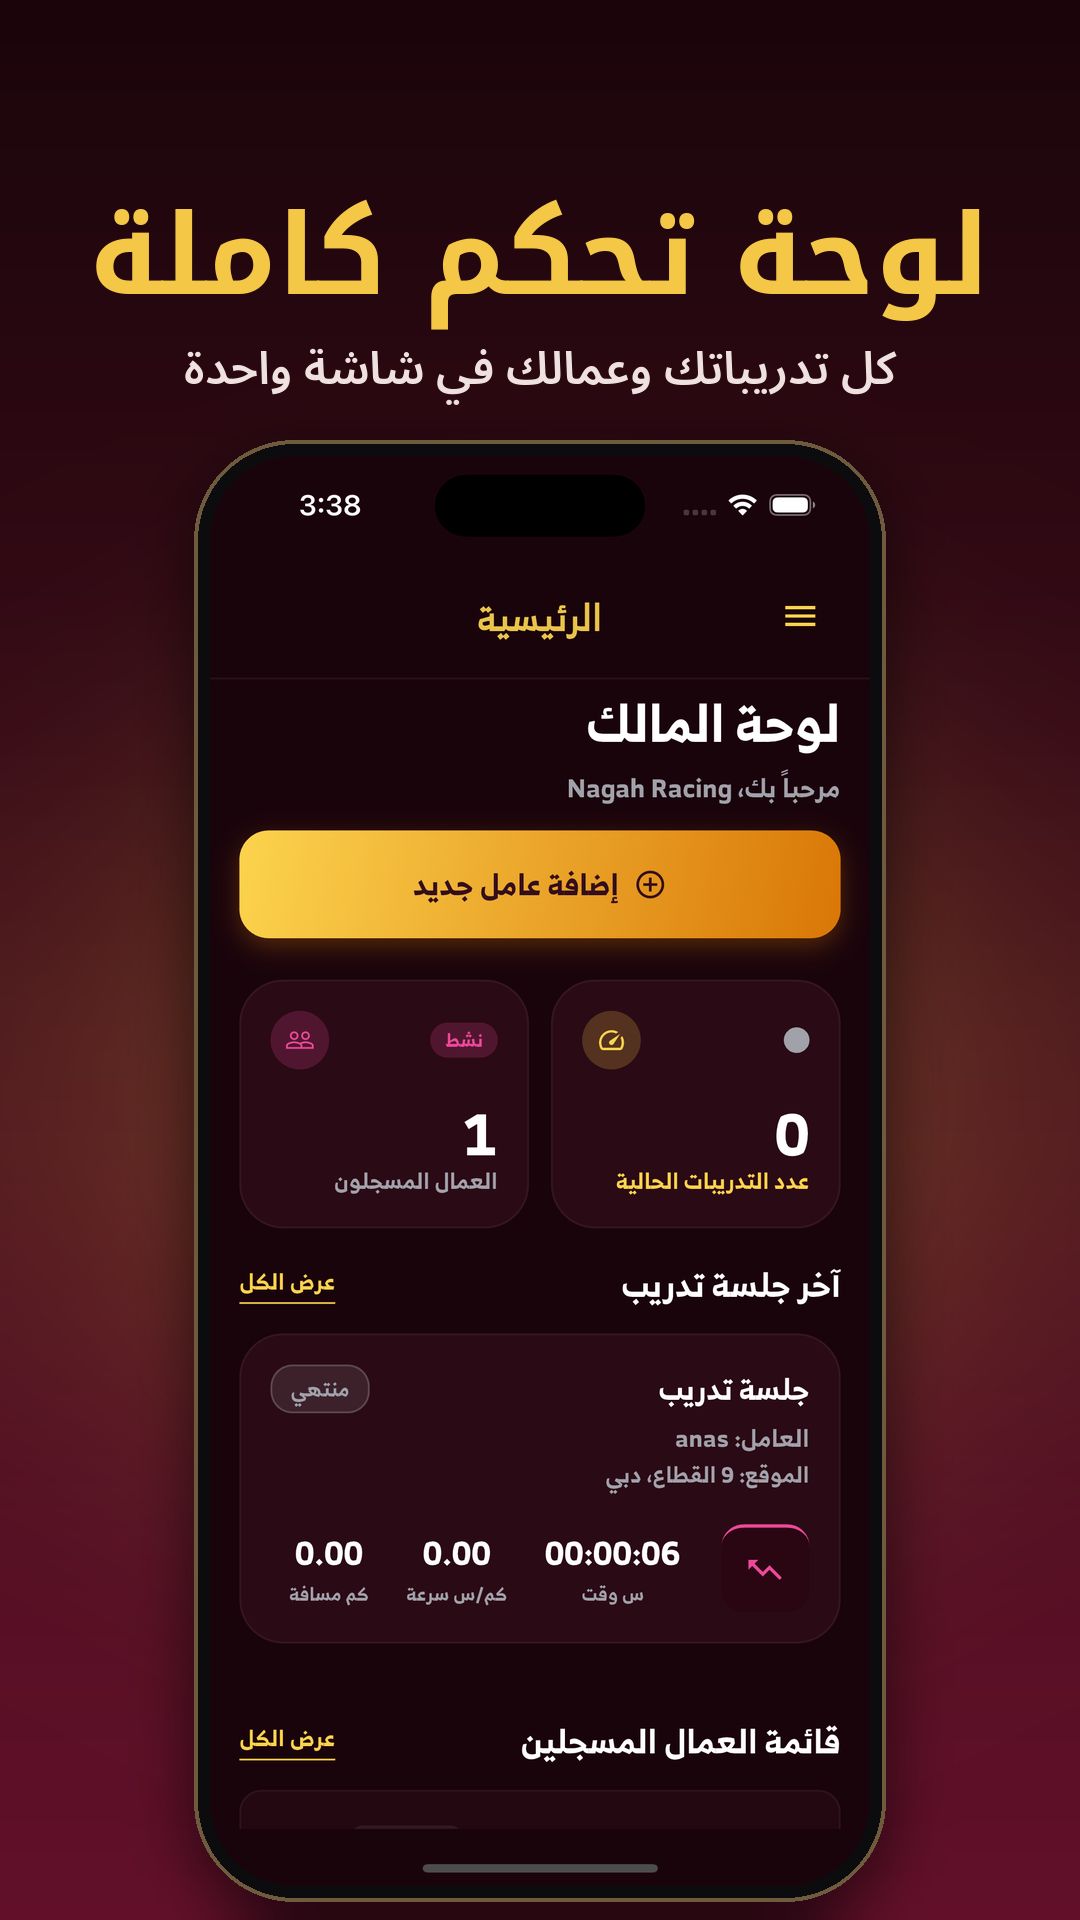 لوحة تحكم كاملة
كل تدريباتك وعمالك في شاشة واحدة
3:38
الرئيسية
لوحة المالك
مرحباً بك، Nagah Racing
إضافة عامل جديد
0
عدد التدريبات الحالية
نشط
1
العمال المسجلون
آخر جلسة تدريب
عرض الكل
جلسة تدريب
منتهي
العامل: anas
الموقع: 9 القطاع، دبي
00:00:06 0.00 0.00
س وقت كم/س سرعة كم مسافة
قائمة العمال المسجلين
عرض الكل